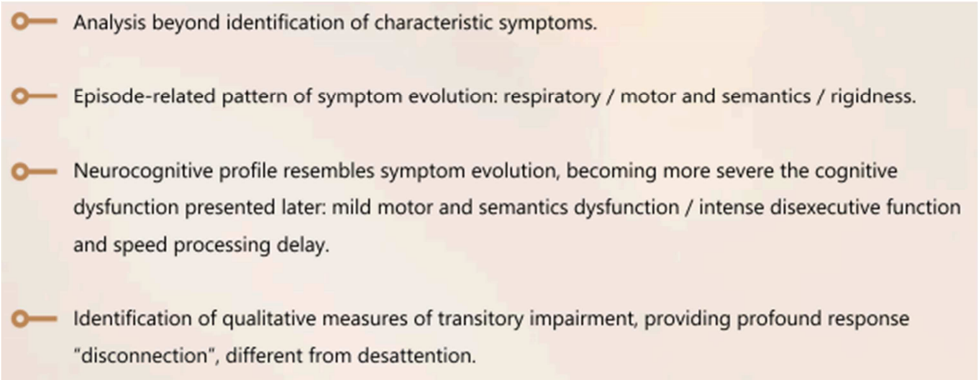 Analysis beyond identification of characteristic symptoms.
Episode-related pattern of symptom evolution: respiratory / motor and semantics / rigidness.
Neurocognitive profile resembles symptom evolution, becoming more severe the cognitive
dysfunction presented later: mild motor and semantics dysfunction / intense disexecutive function
and speed processing delay.
Identification of qualitative measures of transitory impairment, providing profound response
“disconnection“, different from desattention.